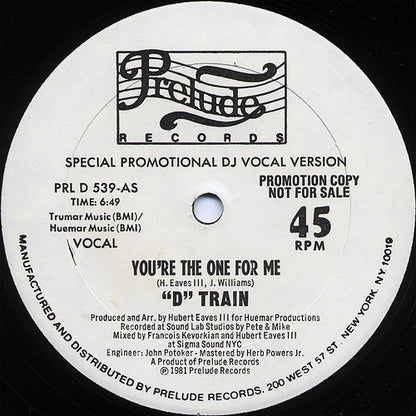 Prelude
RECORDS
SPECIAL PROMOTIONAL DJ VOCAL VERSION
PRL D 539-AS
TIME: 6:49
Trumar Music (BMI)/
Huemar Music (BMI)
VOCAL
PROMOTION COPY
NOT FOR SALE
45
RPM
YOU'RE THE ONE FOR ME
(H. Eaves III, J. Williams)
"D" TRAIN
Produced and Arr. by Hubert Eaves III for Huemar Productions
Recorded at Sound Lab Studios by Pete & Mike
Mixed by Francois Kevorkian and Hubert Eaves III
at Sigma Sound NYC
Engineer: John Potoker - Mastered by Herb Powers Jr.
A Product of Prelude Records
℗ 1981 Prelude Records
MANUFACTURED AND DISTRIBUTED BY PRELUDE RECORDS, 200 WEST 57 ST. NEW YORK, NY 10019